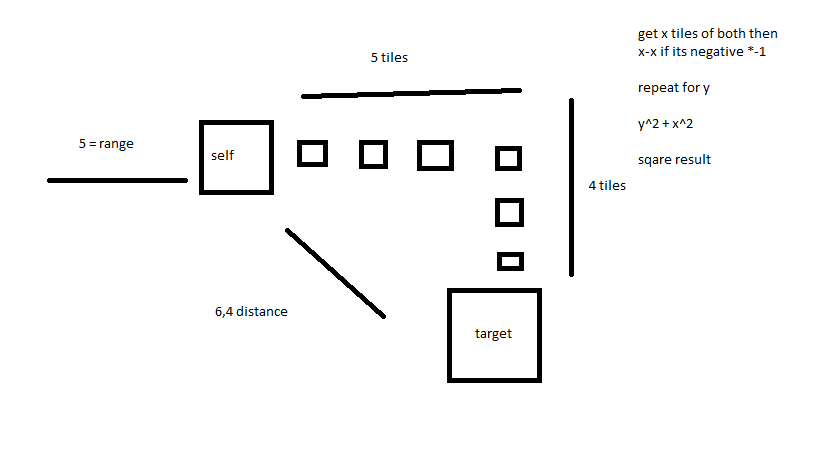 get x tiles of both then
x-x if its negative *-1
5 tiles
repeat for y
y^2 + x^2
5 = range
self
sqare result
4 tiles
6,4 distance
target